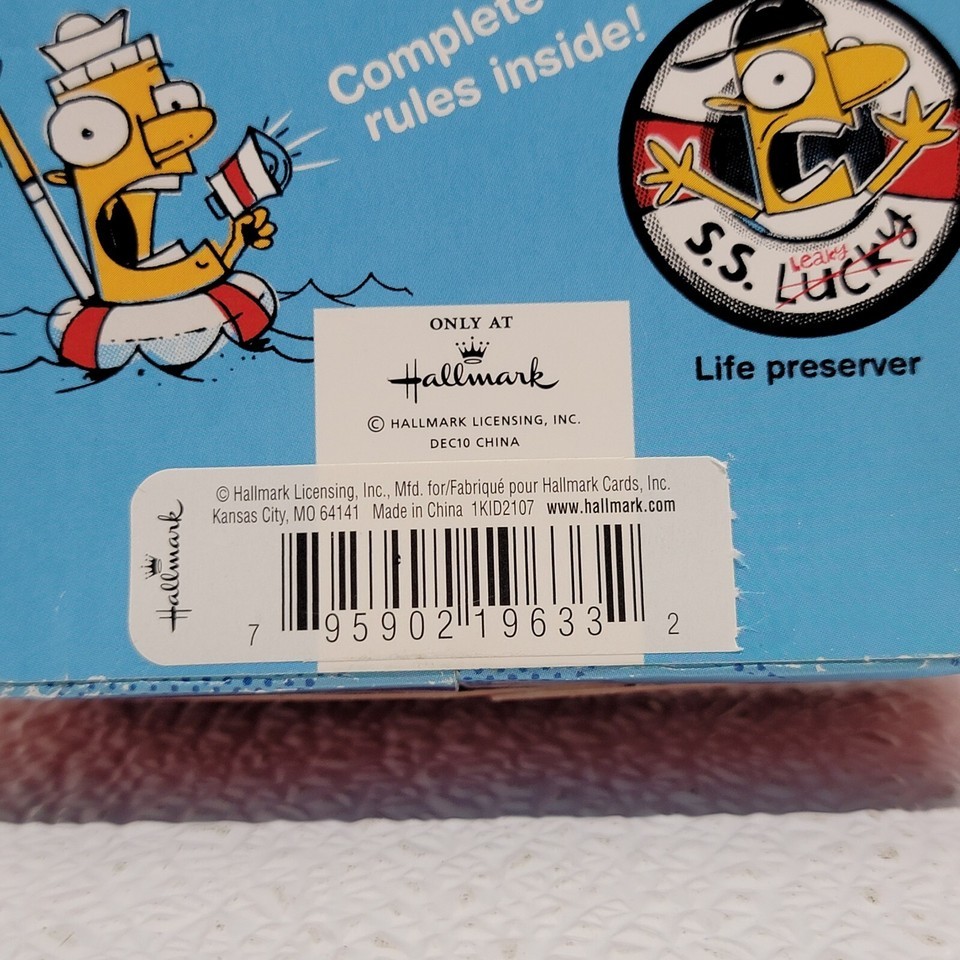 Complete
rules inside!
S.S. Lucky
Leaky
Life preserver
ONLY AT
Hallmark
© HALLMARK LICENSING, INC.
DEC10 CHINA
© Hallmark Licensing, Inc., Mfd. for/Fabriqué pour Hallmark Cards, Inc.
Kansas City, MO 64141 Made in China 1KID2107 www.hallmark.com
Hallmark
7 95902 19633 2